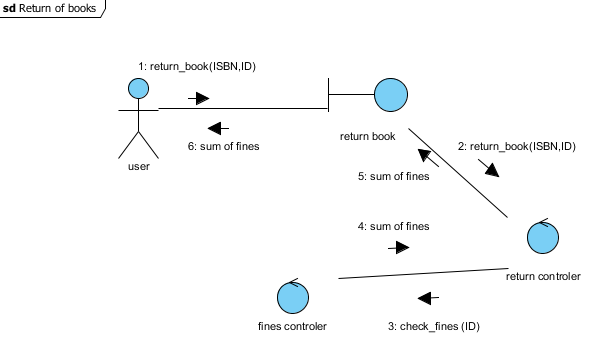 sd Return of books
1: return_book(ISBN,ID)
6: sum of fines
user
return book
2: return_book(ISBN,ID)
5: sum of fines
4: sum of fines
return controler
fines controler
3: check_fines (ID)